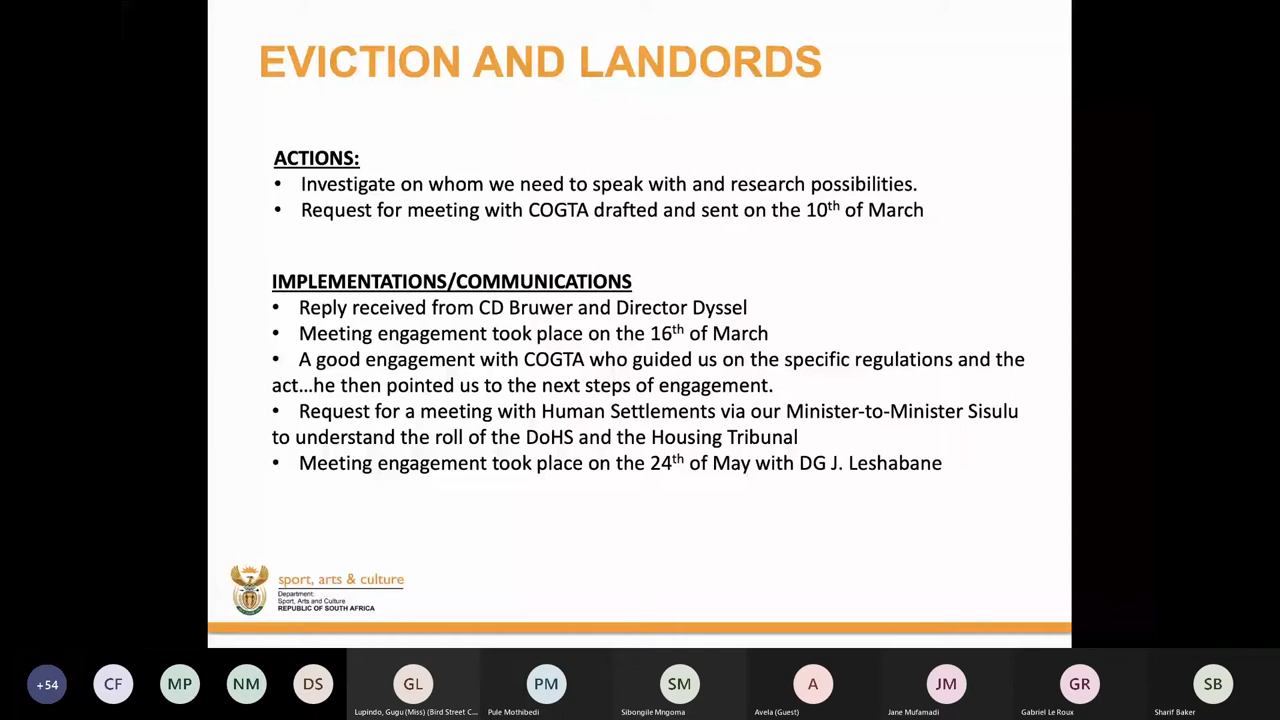 EVICTION AND LANDORDS
ACTIONS:
• Investigate on whom we need to speak with and research possibilities.
• Request for meeting with COGTA drafted and sent on the 10th of March
IMPLEMENTATIONS/COMMUNICATIONS
• Reply received from CD Bruwer and Director Dyssel
• Meeting engagement took place on the 16th of March
• A good engagement with COGTA who guided us on the specific regulations and the
act...he then pointed us to the next steps of engagement.
• Request for a meeting with Human Settlements via our Minister-to-Minister Sisulu
to understand the roll of the DoHS and the Housing Tribunal
• Meeting engagement took place on the 24th of May with DG J. Leshabane
sport, arts & culture
Department:
Sport, Arts and Culture
REPUBLIC OF SOUTH AFRICA
+54 CF MP NM DS GL PM SM A JM GR SB
Lupindo, Gugu (Miss) (Bird Street C... Pule Mothibedi Sibongile Mngoma Avela (Guest) Jane Mufamadi Gabriel Le Roux Sharif Baker